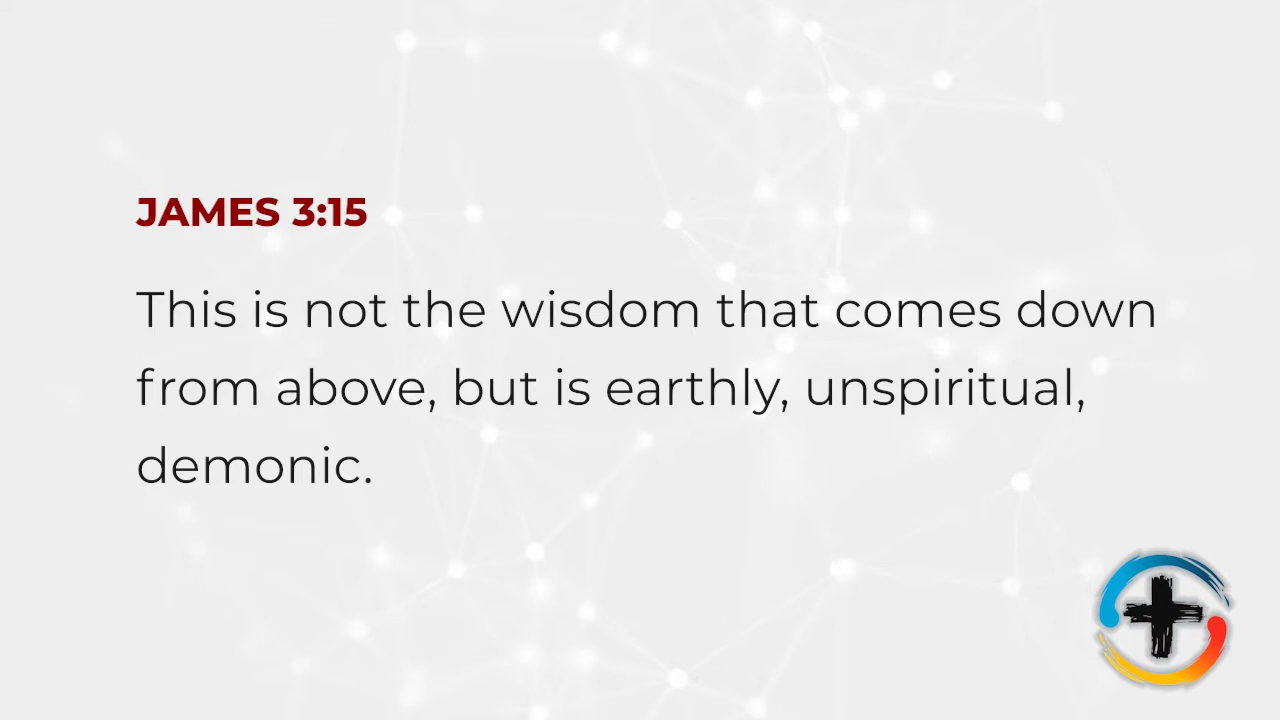 JAMES 3:15
This is not the wisdom that comes down
from above, but is earthly, unspiritual,
demonic.